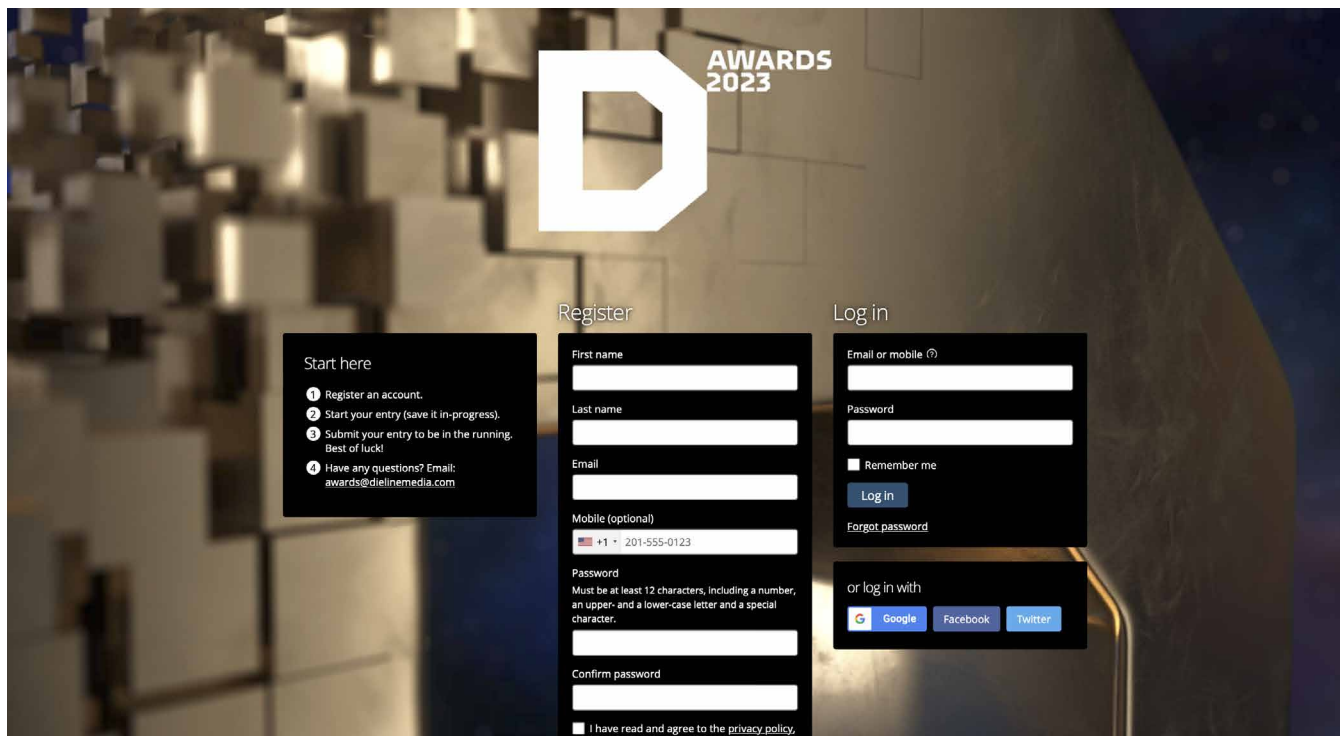 D
AWARDS
2023
Start here
1 Register an account.
2 Start your entry (save it in-progress).
3 Submit your entry to be in the running.
Best of luck!
4 Have any questions? Email:
awards@dielinemedia.com
Register
First name
Last name
Email
Mobile (optional)
+1 201-555-0123
Password
Must be at least 12 characters, including a number,
an upper- and a lower-case letter and a special
character.
Confirm password
I have read and agree to the privacy policy,
Log in
Email or mobile ?
Password
Remember me
Log in
Forgot password
or log in with
G Google Facebook Twitter